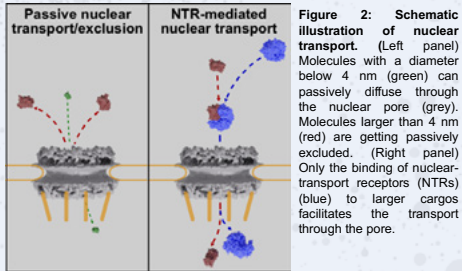 Passive nuclear
transport/exclusion
NTR-mediated
nuclear transport
Figure 2: Schematic
illustration of nuclear
transport. (Left panel)
Molecules with a diameter
below 4 nm (green) can
passively diffuse through
the nuclear pore (grey).
Molecules larger than 4 nm
(red) are getting passively
excluded. (Right panel)
Only the binding of nuclear-
transport receptors (NTRs)
(blue) to larger cargos
facilitates the transport
through the pore.